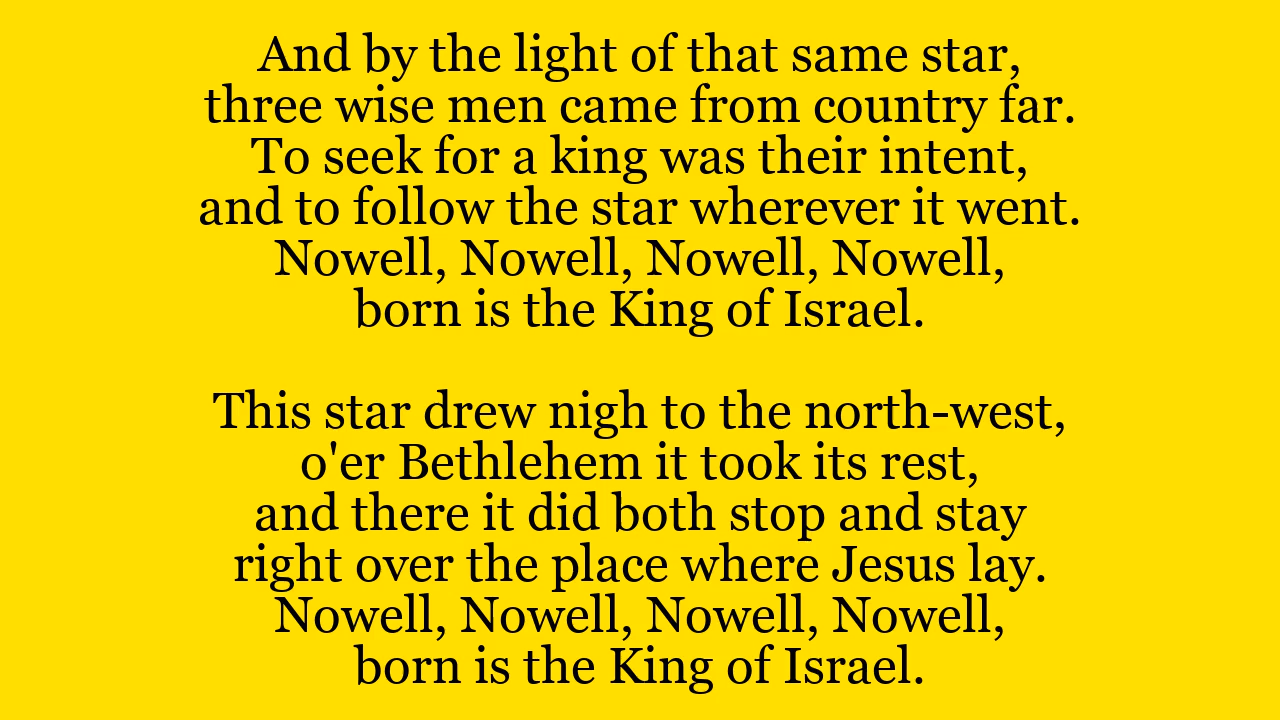 And by the light of that same star,
three wise men came from country far.
To seek for a king was their intent,
and to follow the star wherever it went.
Nowell, Nowell, Nowell, Nowell,
born is the King of Israel.
This star drew nigh to the north-west,
o'er Bethlehem it took its rest,
and there it did both stop and stay
right over the place where Jesus lay.
Nowell, Nowell, Nowell, Nowell,
born is the King of Israel.